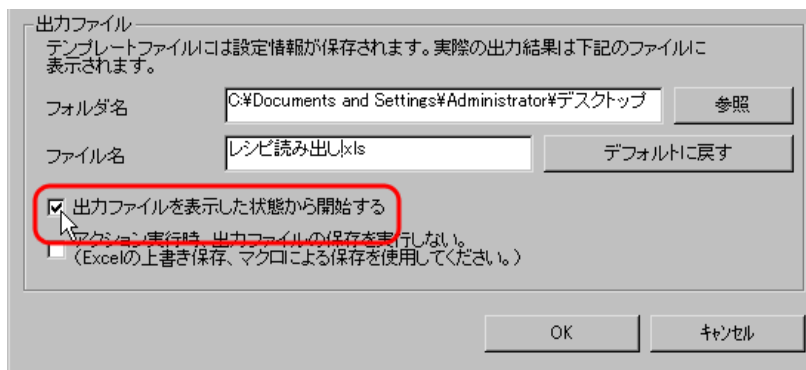 出力ファイル
テンプレートファイルには設定情報が保存されます。実際の出力結果は下記のファイルに
表示されます。
フォルダ名
C:¥Documents and Settings¥Administrator¥デスクトップ
参照
ファイル名
レシピ読み出し.xls
デフォルトに戻す
出力ファイルを表示した状態から開始する
アクション実行時、出力ファイルの保存を実行しない。
(Excelの上書き保存、マクロによる保存を使用してください。)
OK
キャンセル